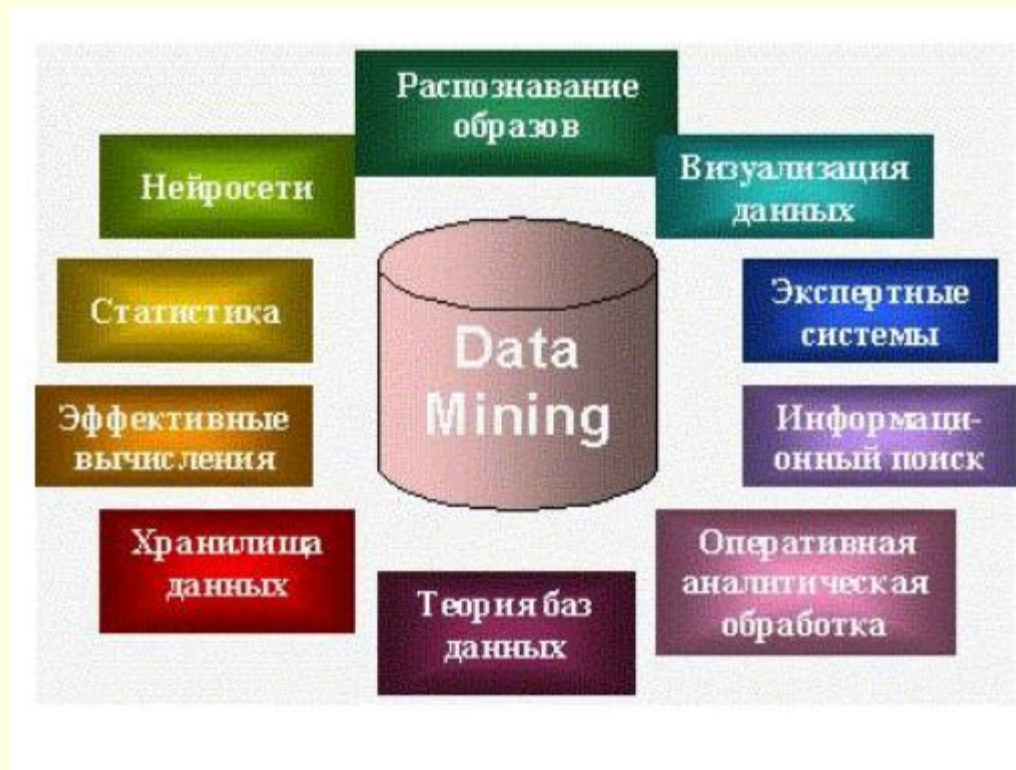 Распознавание
образов
Нейросети
Визуализация
данных
Статистика
Экспертные
системы
Data
Mining
Эффективные
вычисления
Информаци-
онный поиск
Хранилища
данных
Оперативная
аналитическая
обработка
Теория баз
данных